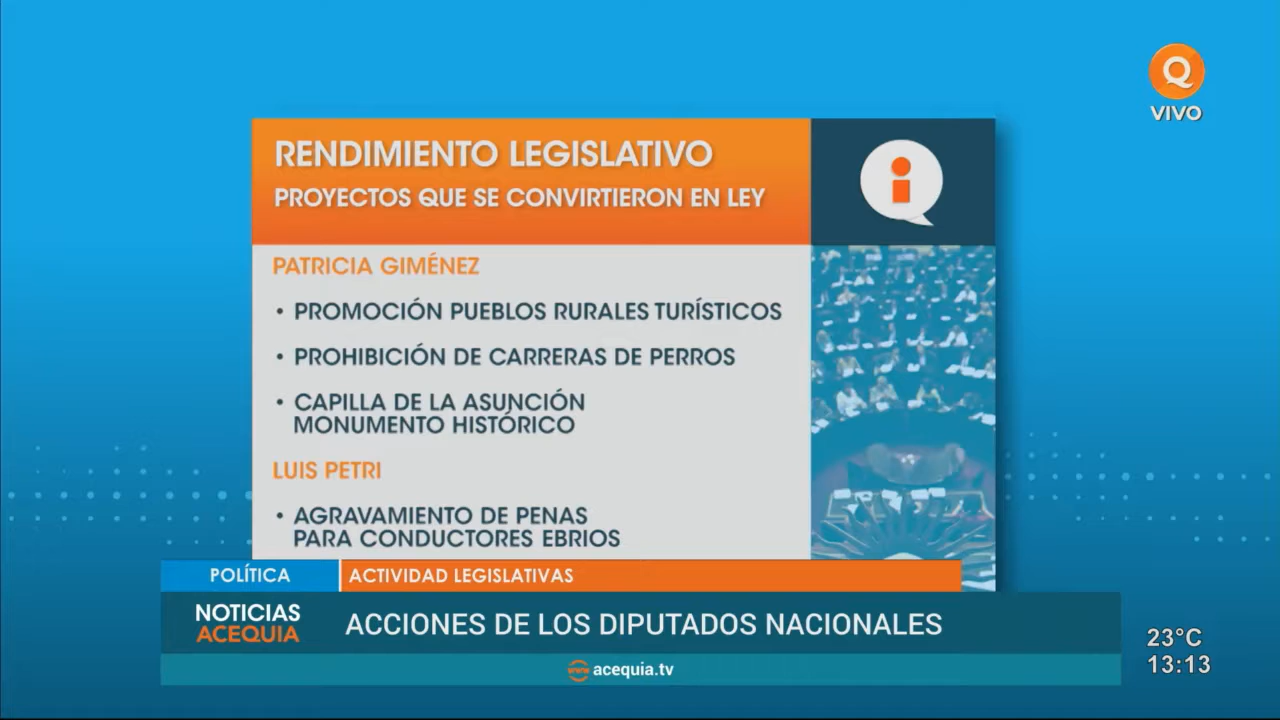 Q
VIVO
RENDIMIENTO LEGISLATIVO
PROYECTOS QUE SE CONVIRTIERON EN LEY
i
PATRICIA GIMÉNEZ
• PROMOCIÓN PUEBLOS RURALES TURÍSTICOS
• PROHIBICIÓN DE CARRERAS DE PERROS
• CAPILLA DE LA ASUNCIÓN
MONUMENTO HISTÓRICO
LUIS PETRI
• AGRAVAMIENTO DE PENAS
PARA CONDUCTORES EBRIOS
POLÍTICA
ACTIVIDAD LEGISLATIVAS
NOTICIAS
ACEQUIA
ACCIONES DE LOS DIPUTADOS NACIONALES
www acequia.tv
23°C
13:13